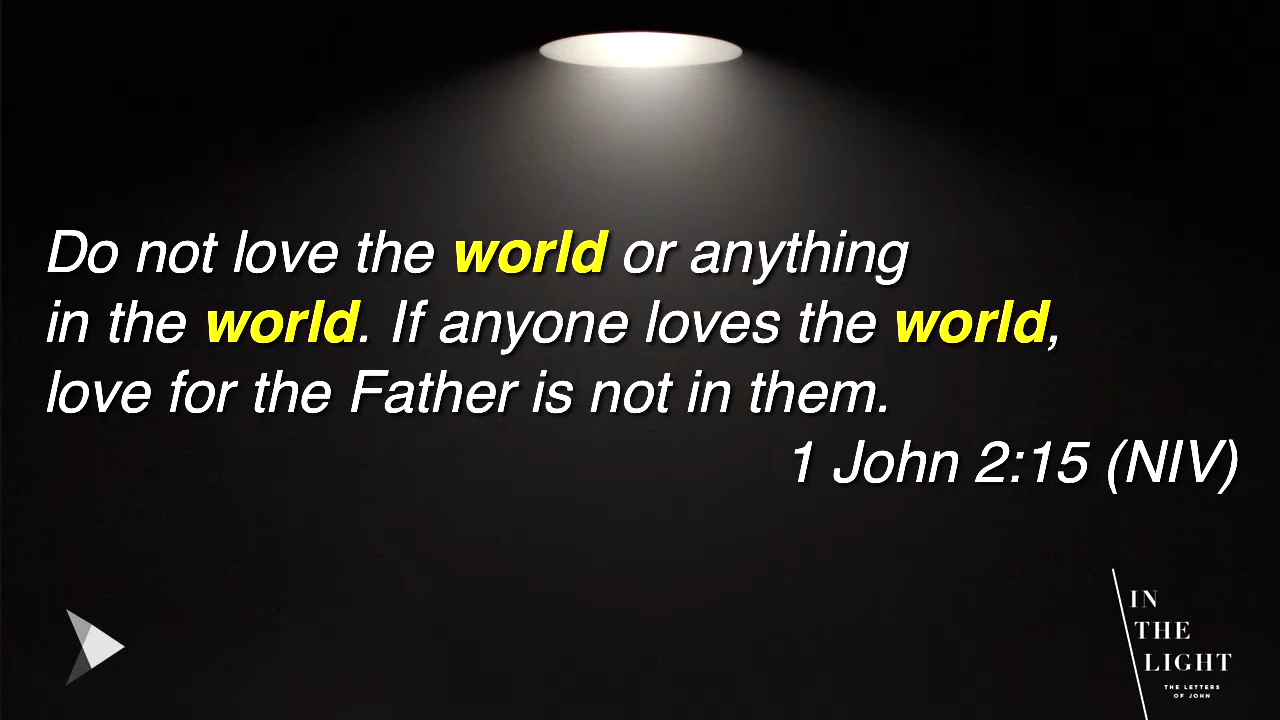 Do not love the world or anything
in the world. If anyone loves the world,
love for the Father is not in them.
1 John 2:15 (NIV)
IN
THE
LIGHT
THE LETTERS
OF JOHN